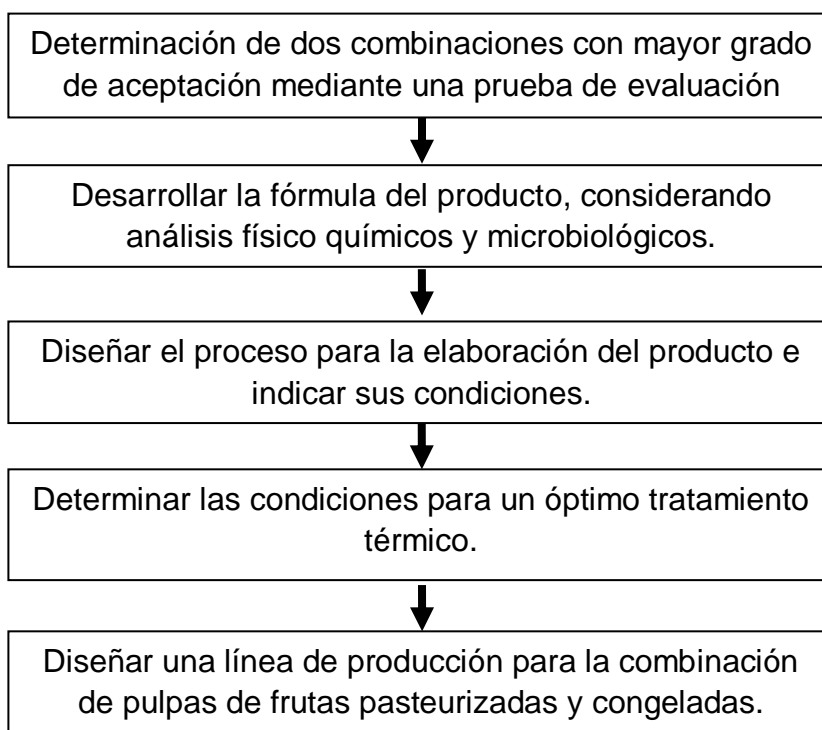 Determinación de dos combinaciones con mayor grado
de aceptación mediante una prueba de evaluación
Desarrollar la fórmula del producto, considerando
análisis físico químicos y microbiológicos.
Diseñar el proceso para la elaboración del producto e
indicar sus condiciones.
Determinar las condiciones para un óptimo tratamiento
térmico.
Diseñar una línea de producción para la combinación
de pulpas de frutas pasteurizadas y congeladas.